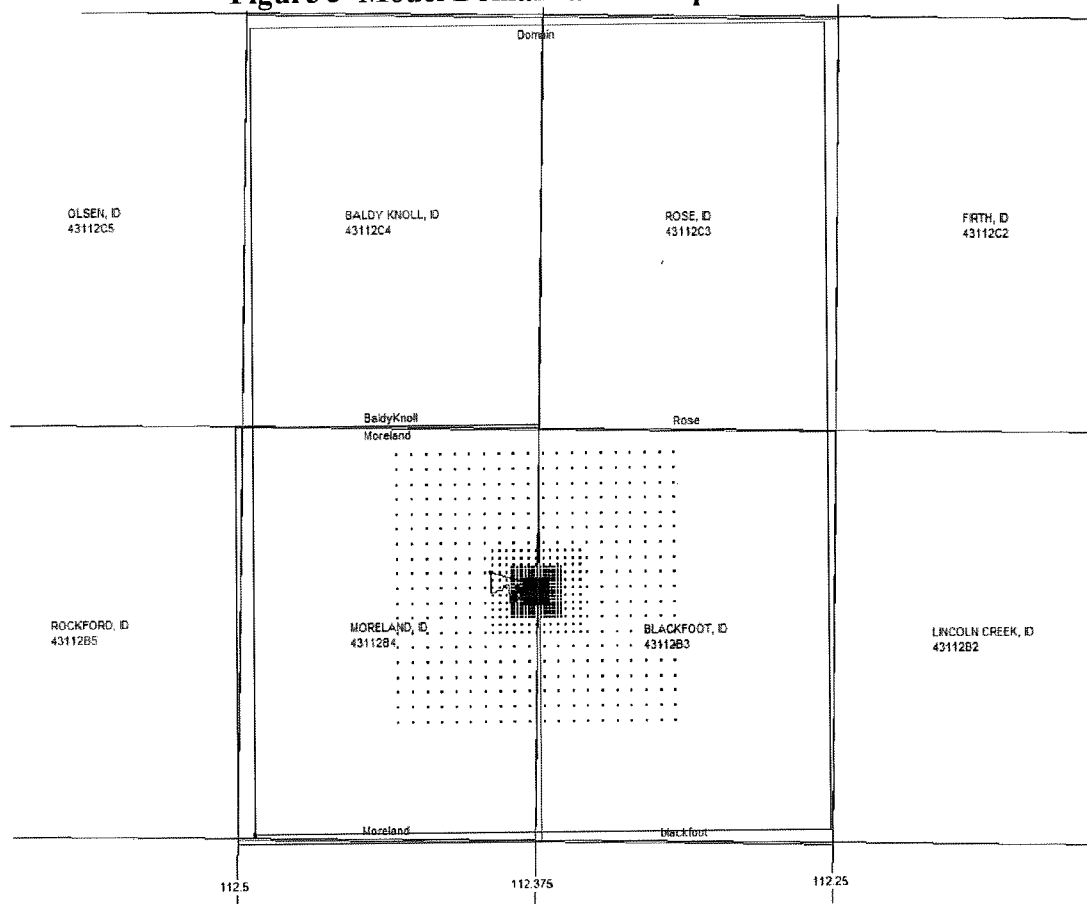 Domain
OLSEN, ID
43112C5
BALDY KNOLL, ID
43112C4
ROSE, ID
43112C3
FIRTH, ID
43112C2
BaldyKnoll
Rose
Moreland
ROCKFORD, ID
43112B5
MORELAND, ID
43112B4
BLACKFOOT, ID
43112B3
LINCOLN CREEK, ID
43112B2
Moreland
blackfoot
112.5
112.375
112.25